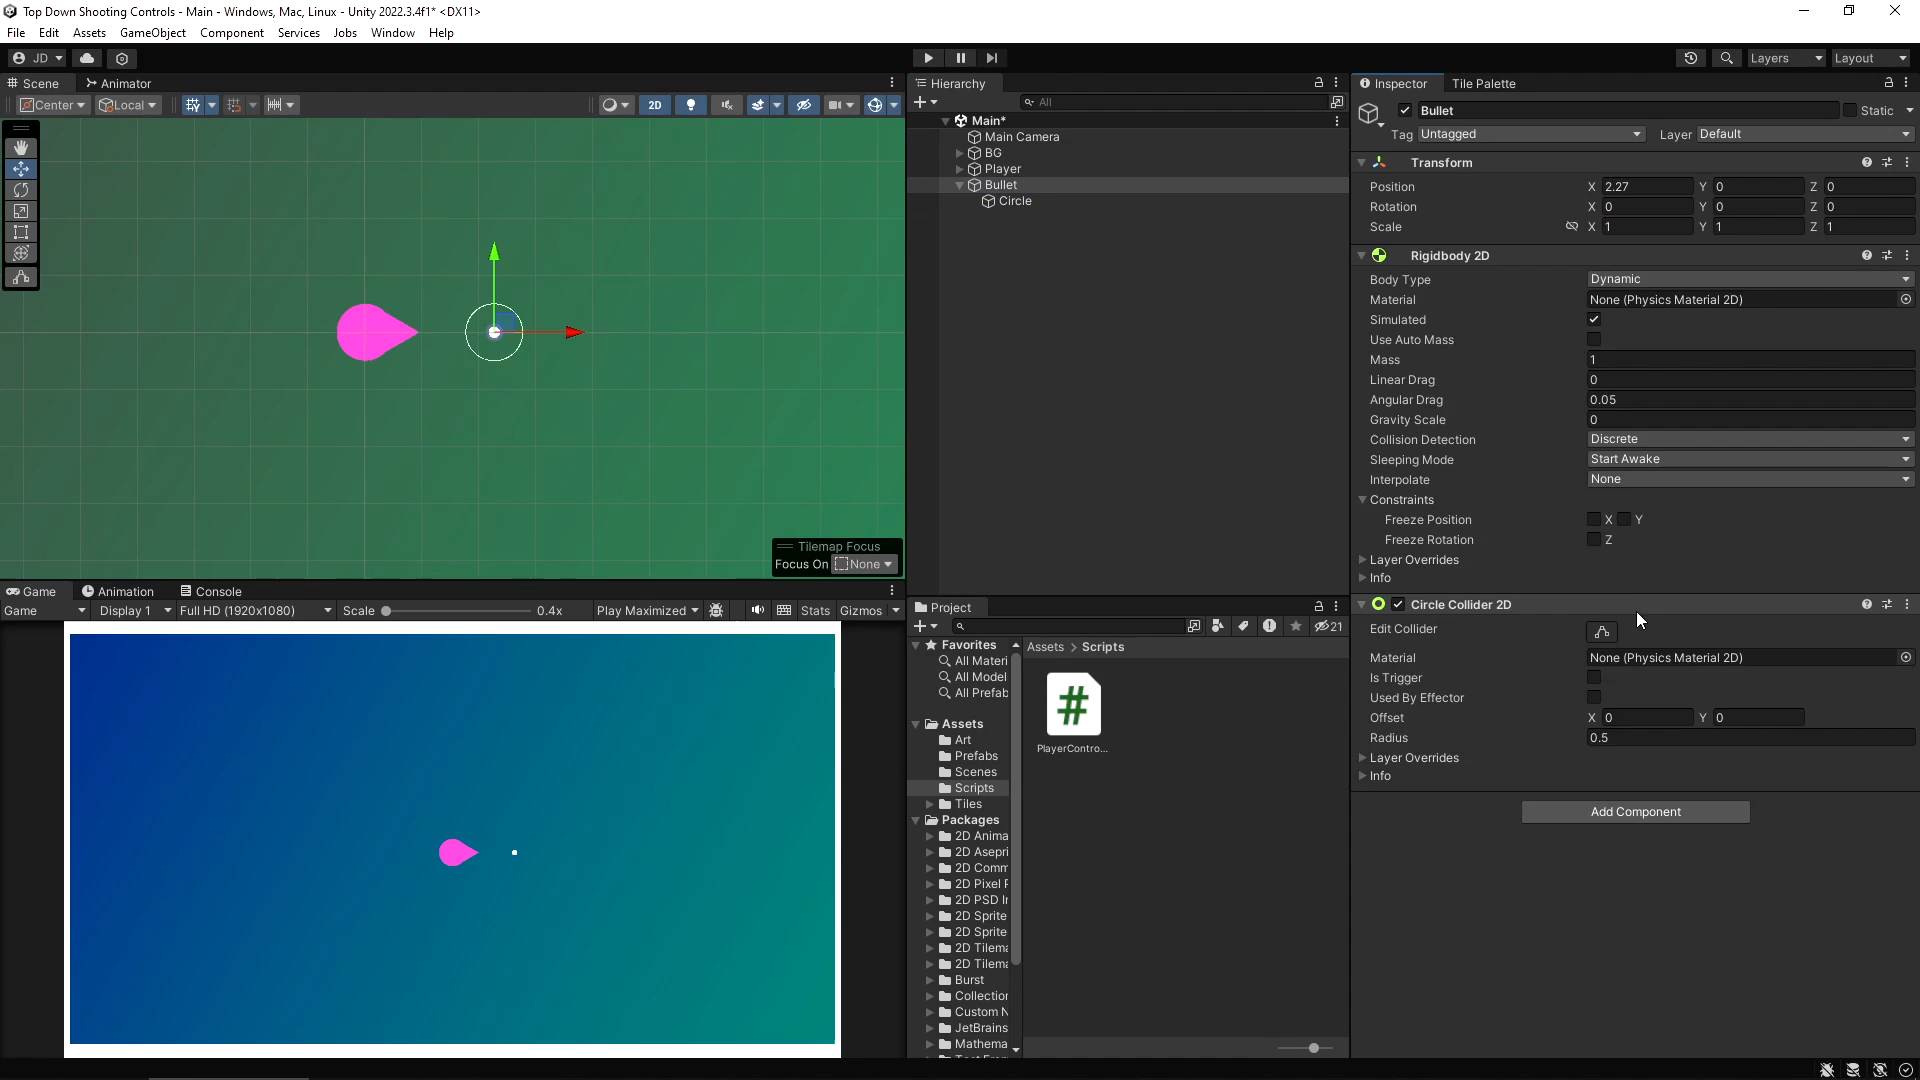 Top Down Shooting Controls - Main - Windows, Mac, Linux - Unity 2022.3.4f1* <DX11>
File Edit Assets GameObject Component Services Jobs Window Help
JD
Layers Layout
Scene Animator
Center Local 2D
Tilemap Focus
Focus On None
Game Animation Console
Game Display 1 Full HD (1920x1080) Scale 0.4x Play Maximized Stats Gizmos
Hierarchy
All
Main*
Main Camera
BG
Player
Bullet
Circle
Project
21
Favorites
All Materi
All Model
All Prefab
Assets
Art
Prefabs
Scenes
Scripts
Tiles
Packages
2D Anima
2D Asepri
2D Comm
2D Pixel F
2D PSD I
2D Sprite
2D Sprite
2D Tilema
2D Tilema
Burst
Collection
Custom N
JetBrains
Mathema
Assets > Scripts
#
PlayerContro...
Inspector Tile Palette
Bullet Static
Tag Untagged Layer Default
Transform
Position X 2.27 Y 0 Z 0
Rotation X 0 Y 0 Z 0
Scale X 1 Y 1 Z 1
Rigidbody 2D
Body Type Dynamic
Material None (Physics Material 2D)
Simulated
Use Auto Mass
Mass 1
Linear Drag 0
Angular Drag 0.05
Gravity Scale 0
Collision Detection Discrete
Sleeping Mode Start Awake
Interpolate None
Constraints
Freeze Position X Y
Freeze Rotation Z
Layer Overrides
Info
Circle Collider 2D
Edit Collider
Material None (Physics Material 2D)
Is Trigger
Used By Effector
Offset X 0 Y 0
Radius 0.5
Layer Overrides
Info
Add Component